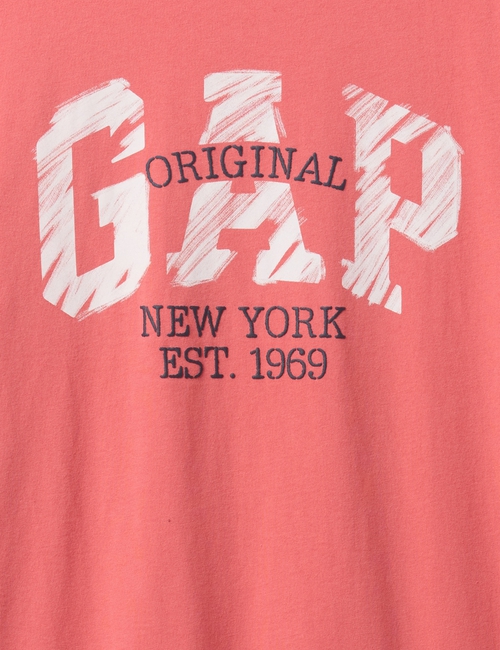 GAP
ORIGINAL
NEW YORK
EST. 1969